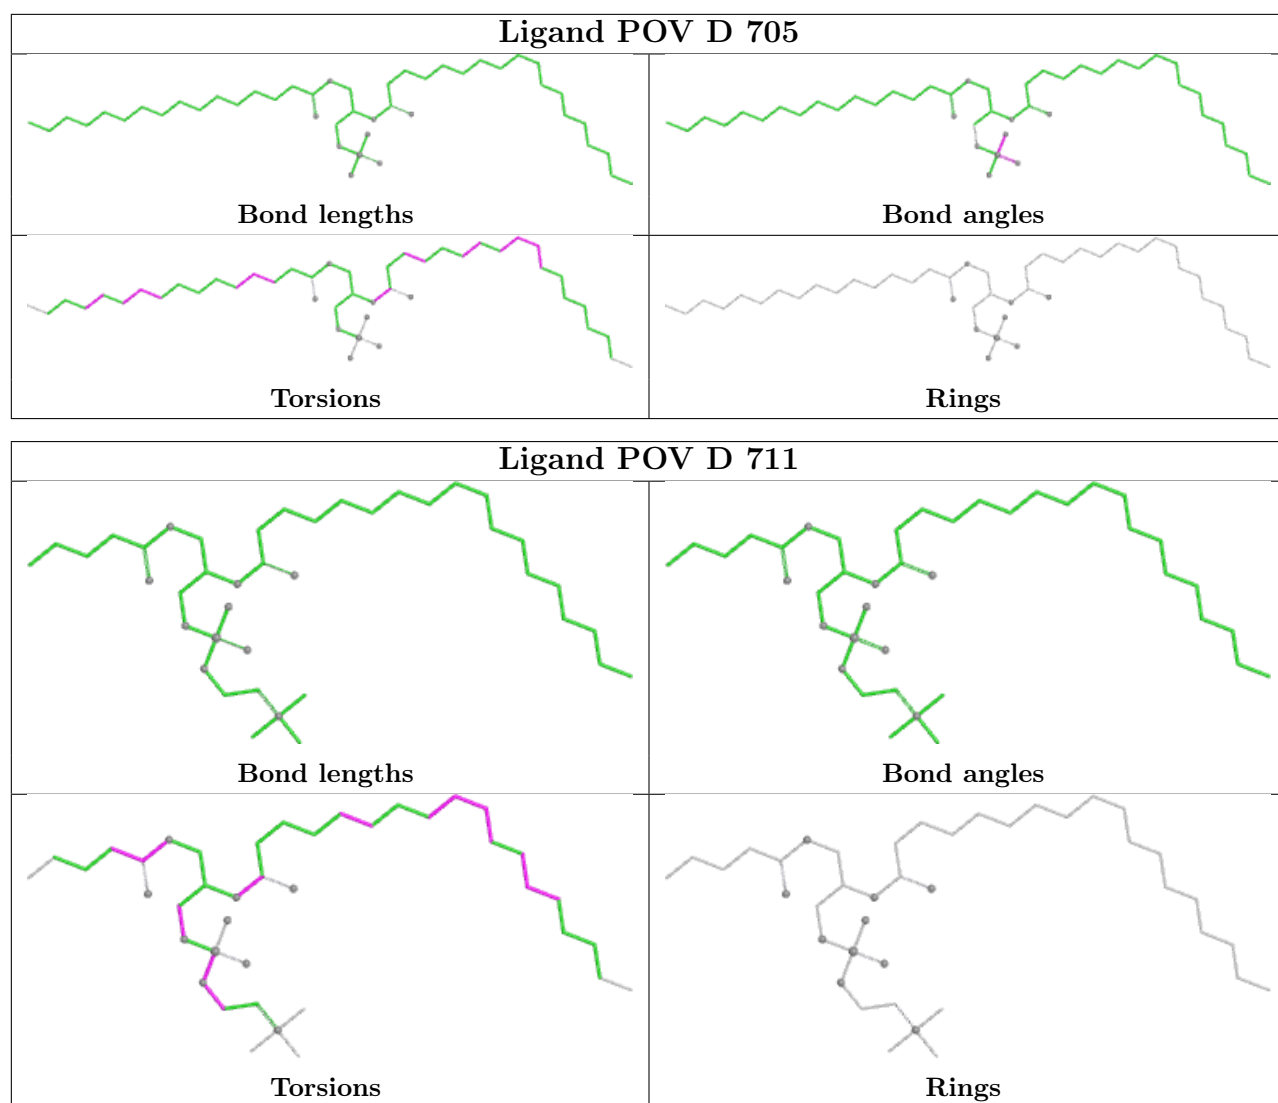 Ligand POV D 705
Bond lengths
Bond angles
Torsions
Rings
Ligand POV D 711
Bond lengths
Bond angles
Torsions
Rings